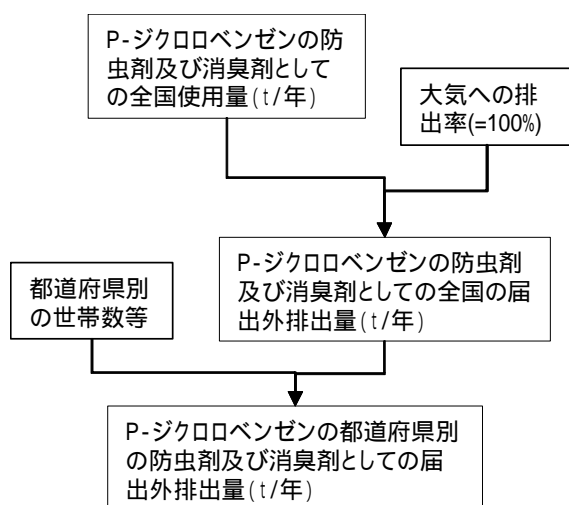 P-ジクロロベンゼンの防
虫剤及び消臭剤として
の全国使用量(t/年)
大気への排
出率(=100%)
P-ジクロロベンゼンの防虫剤
及び消臭剤としての全国の届
出外排出量(t/年)
都道府県別
の世帯数等
P-ジクロロベンゼンの都道府県別
の防虫剤及び消臭剤としての届
出外排出量(t/年)